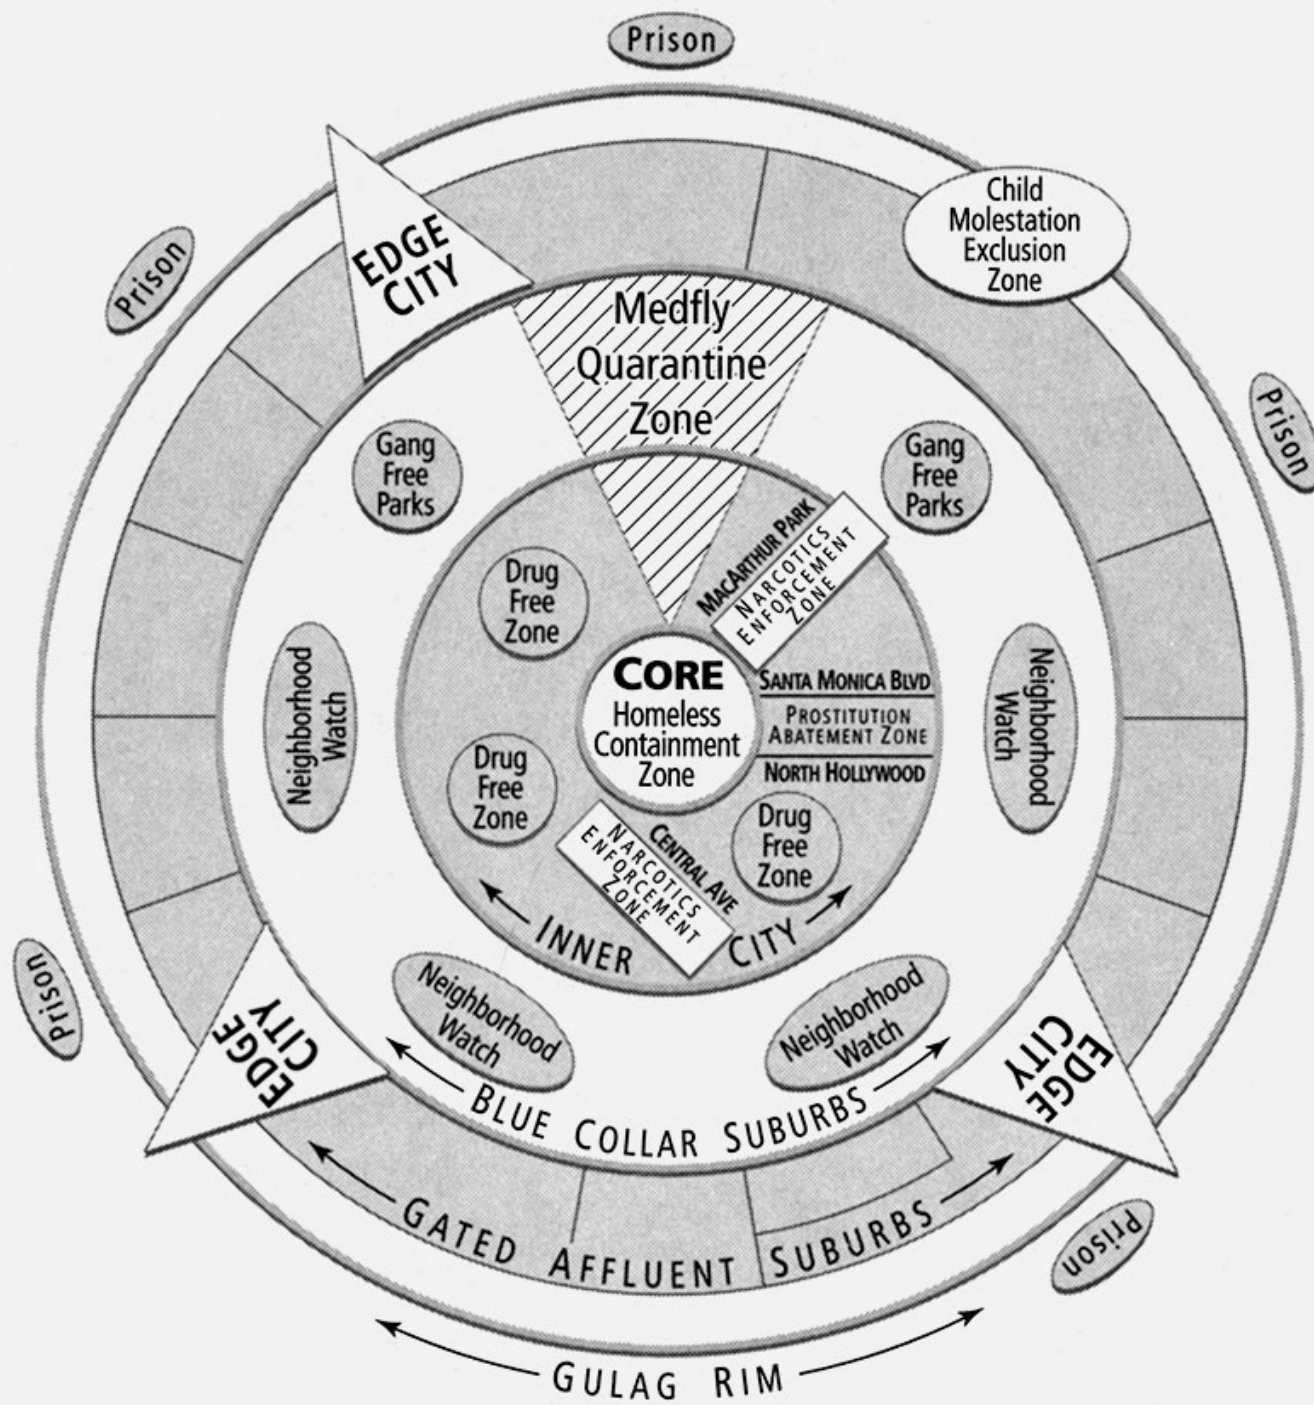 Prison
Child
Molestation
Exclusion
Zone
EDGE
CITY
Prison
Medfly
Quarantine
Zone
Prison
Gang
Free
Parks
Gang
Free
Parks
MACARTHUR PARK
NARCOTICS
ENFORCEMENT
ZONE
Drug
Free
Zone
CORE
Homeless
Containment
Zone
SANTA MONICA BLVD
PROSTITUTION
ABATEMENT ZONE
NORTH HOLLYWOOD
Neighborhood
Watch
Neighborhood
Watch
Drug
Free
Zone
Drug
Free
Zone
CENTRAL AVE
NARCOTICS
ENFORCEMENT
ZONE
INNER CITY
Prison
Neighborhood
Watch
Neighborhood
Watch
EDGE
CITY
EDGE
CITY
BLUE COLLAR SUBURBS
GATED AFFLUENT SUBURBS
Prison
GULAG RIM